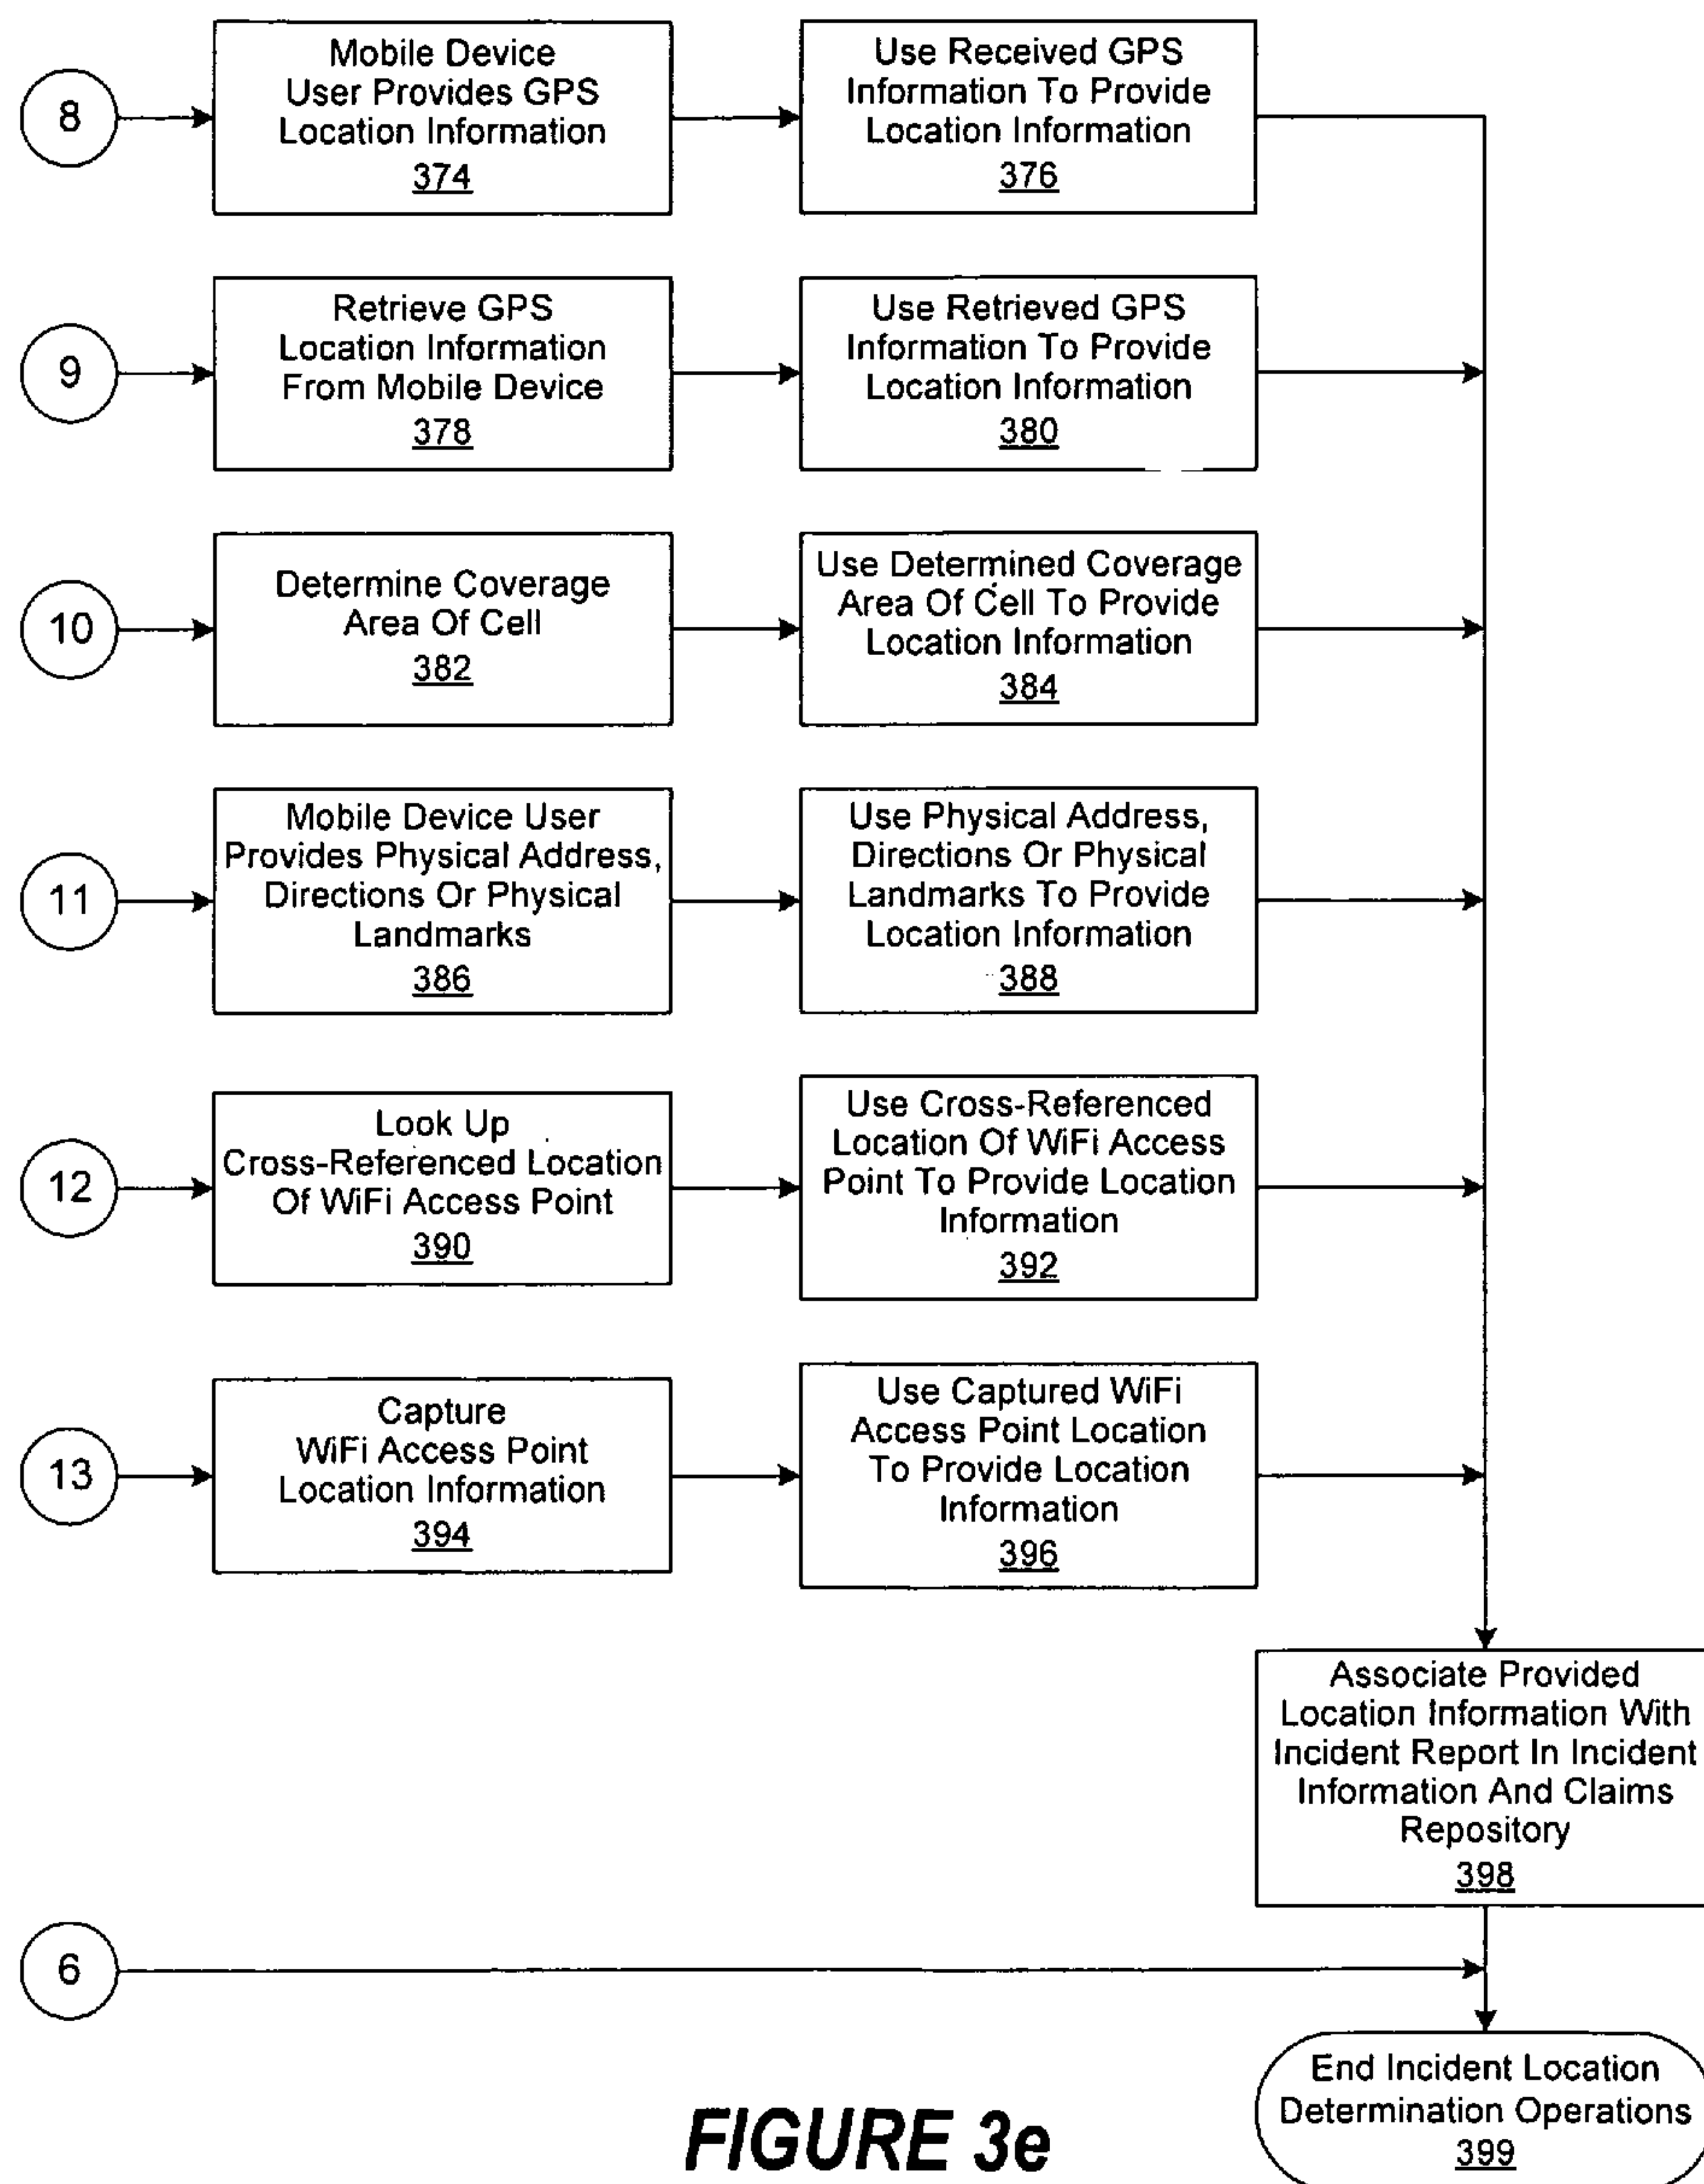 8
Mobile Device
User Provides GPS
Location Information
374
Use Received GPS
Information To Provide
Location Information
376
9
Retrieve GPS
Location Information
From Mobile Device
378
Use Retrieved GPS
Information To Provide
Location Information
380
10
Determine Coverage
Area Of Cell
382
Use Determined Coverage
Area Of Cell To Provide
Location Information
384
11
Mobile Device User
Provides Physical Address,
Directions Or Physical
Landmarks
386
Use Physical Address,
Directions Or Physical
Landmarks To Provide
Location Information
388
12
Look Up
Cross-Referenced Location
Of WiFi Access Point
390
Use Cross-Referenced
Location Of WiFi Access
Point To Provide Location
Information
392
13
Capture
WiFi Access Point
Location Information
394
Use Captured WiFi
Access Point Location
To Provide Location
Information
396
Associate Provided
Location Information With
Incident Report In Incident
Information And Claims
Repository
398
6
End Incident Location
Determination Operations
399
FIGURE 3e